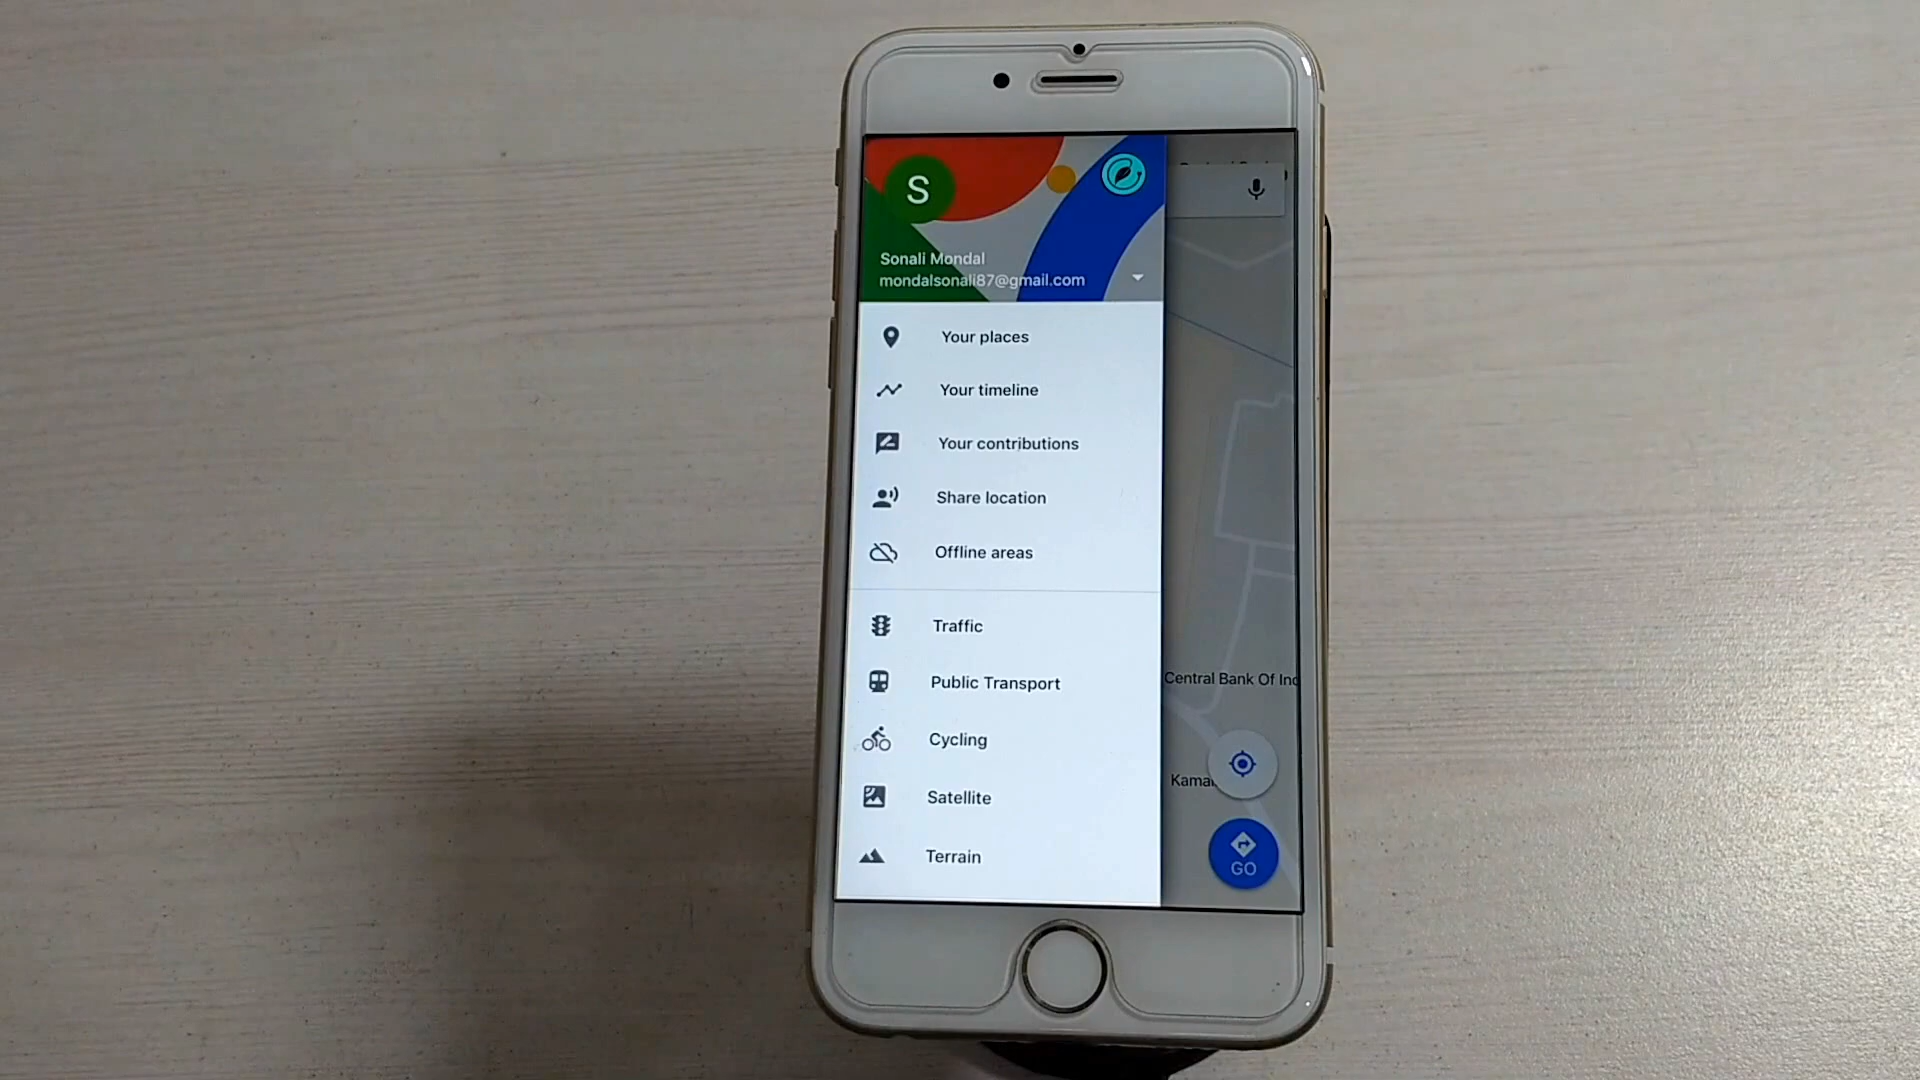 S
Sonali Mondal
mondalsonali87@gmail.com
Your places
Your timeline
Your contributions
Share location
Offline areas
Traffic
Public Transport
Cycling
Satellite
Terrain
Central Bank Of Ind
Kama
GO